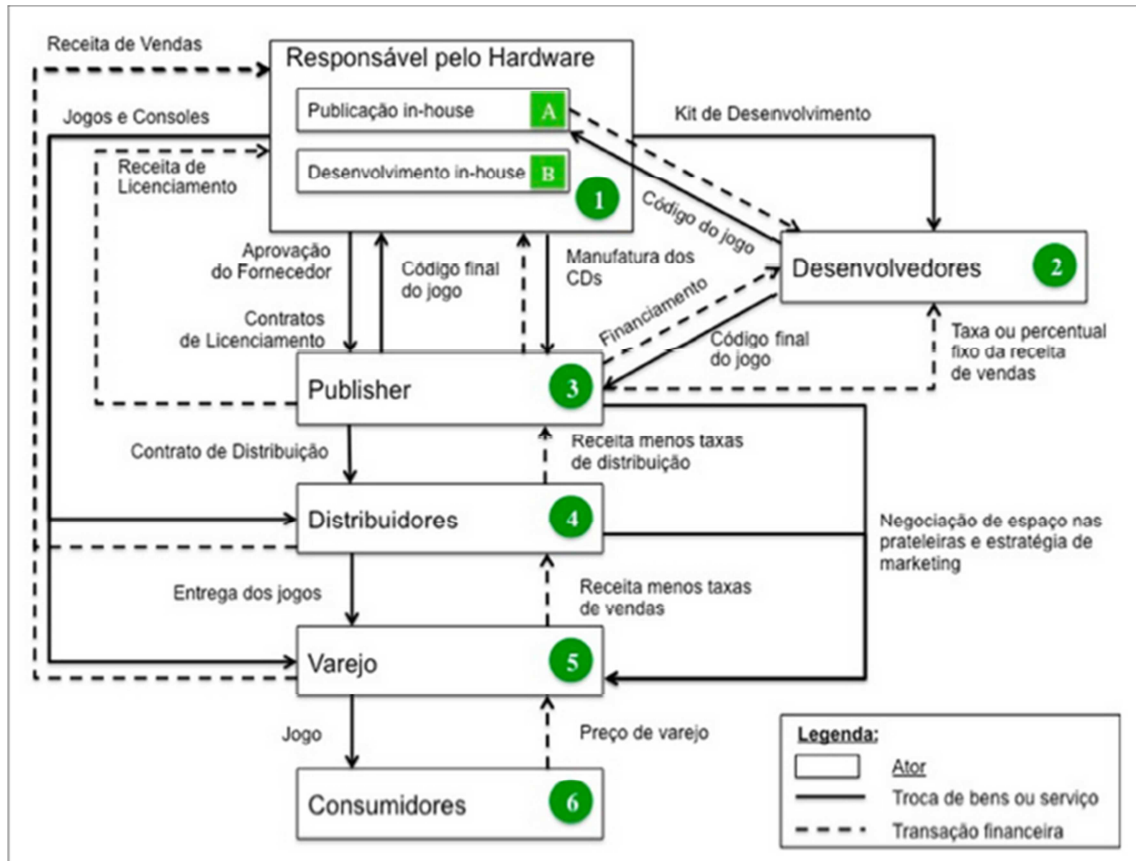 Receita de Vendas
Responsável pelo Hardware
Publicação in-house
A
Jogos e Consoles
Kit de Desenvolvimento
Receita de
Licenciamento
Desenvolvimento in-house
B
1
Código do jogo
Aprovação
do Fornecedor
Código final
do jogo
Manufatura dos
CDs
Desenvolvedores
2
Contratos
de Licenciamento
Financiamento
Código final
do jogo
Taxa ou percentual
fixo da receita
de vendas
Publisher
3
Contrato de Distribuição
Receita menos taxas
de distribuição
Distribuidores
4
Negociação de espaço nas
prateleiras e estratégia de
marketing
Entrega dos jogos
Receita menos taxas
de vendas
Varejo
5
Jogo
Preço de varejo
Consumidores
6
Legenda:
Ator
Troca de bens ou serviço
Transação financeira